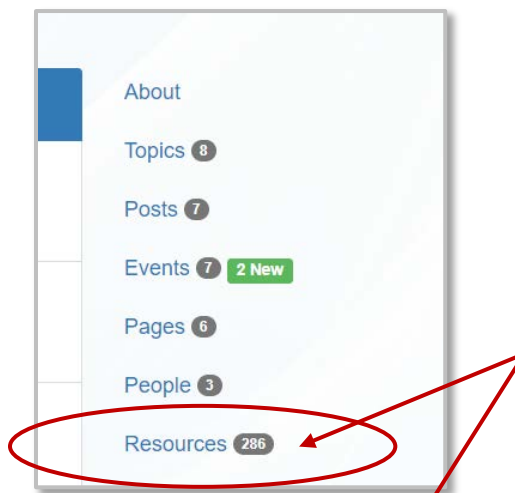 About
Topics 8
Posts 7
Events 7 2 New
Pages 6
People 3
Resources 286